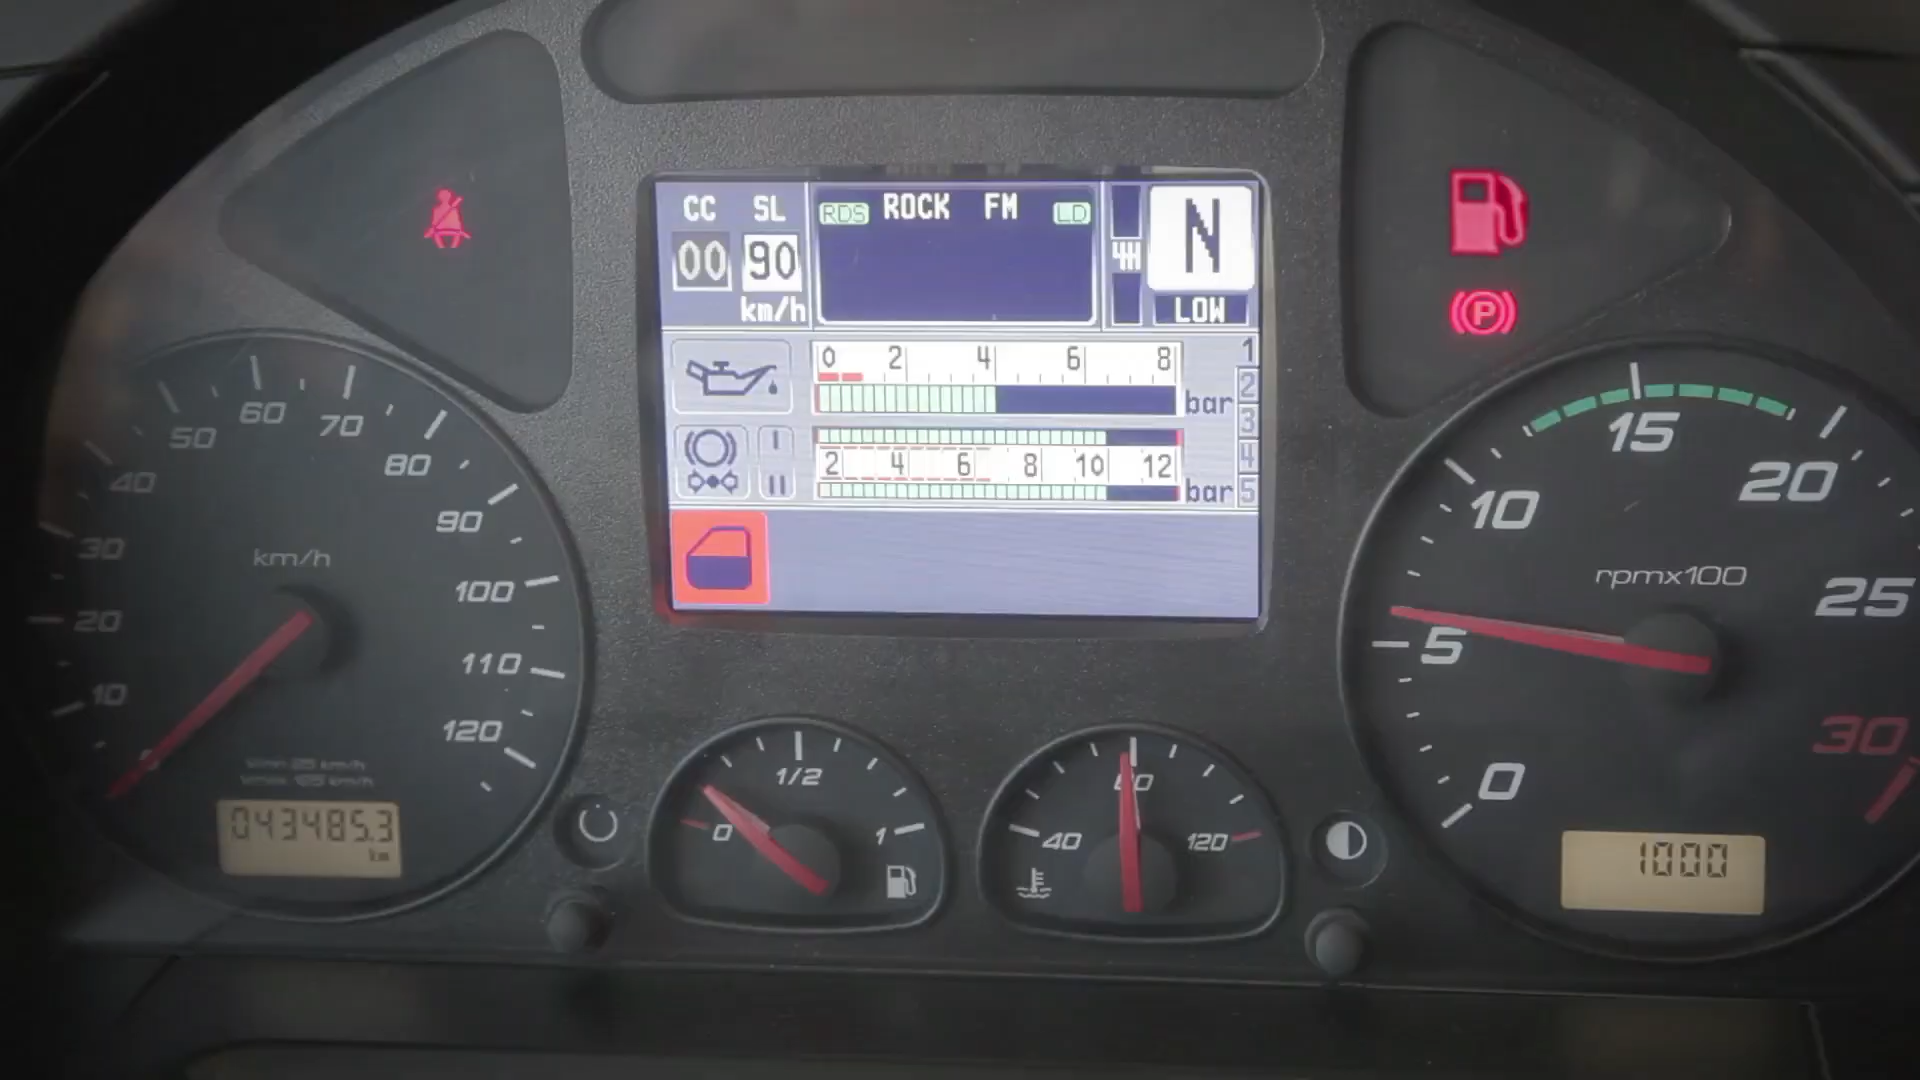 CC SL
00 90
km/h
RDS ROCK FM LD
N
LOW
0 2 4 6 8
bar
I
2 4 6 8 10 12
II
bar
1
2
3
4
5
10
20
30
40
50
60
70
80
90
100
110
120
km/h
043485.3
km
0 1/2 1
40 80 120
0
5
10
15
20
25
30
rpmx100
P
1000